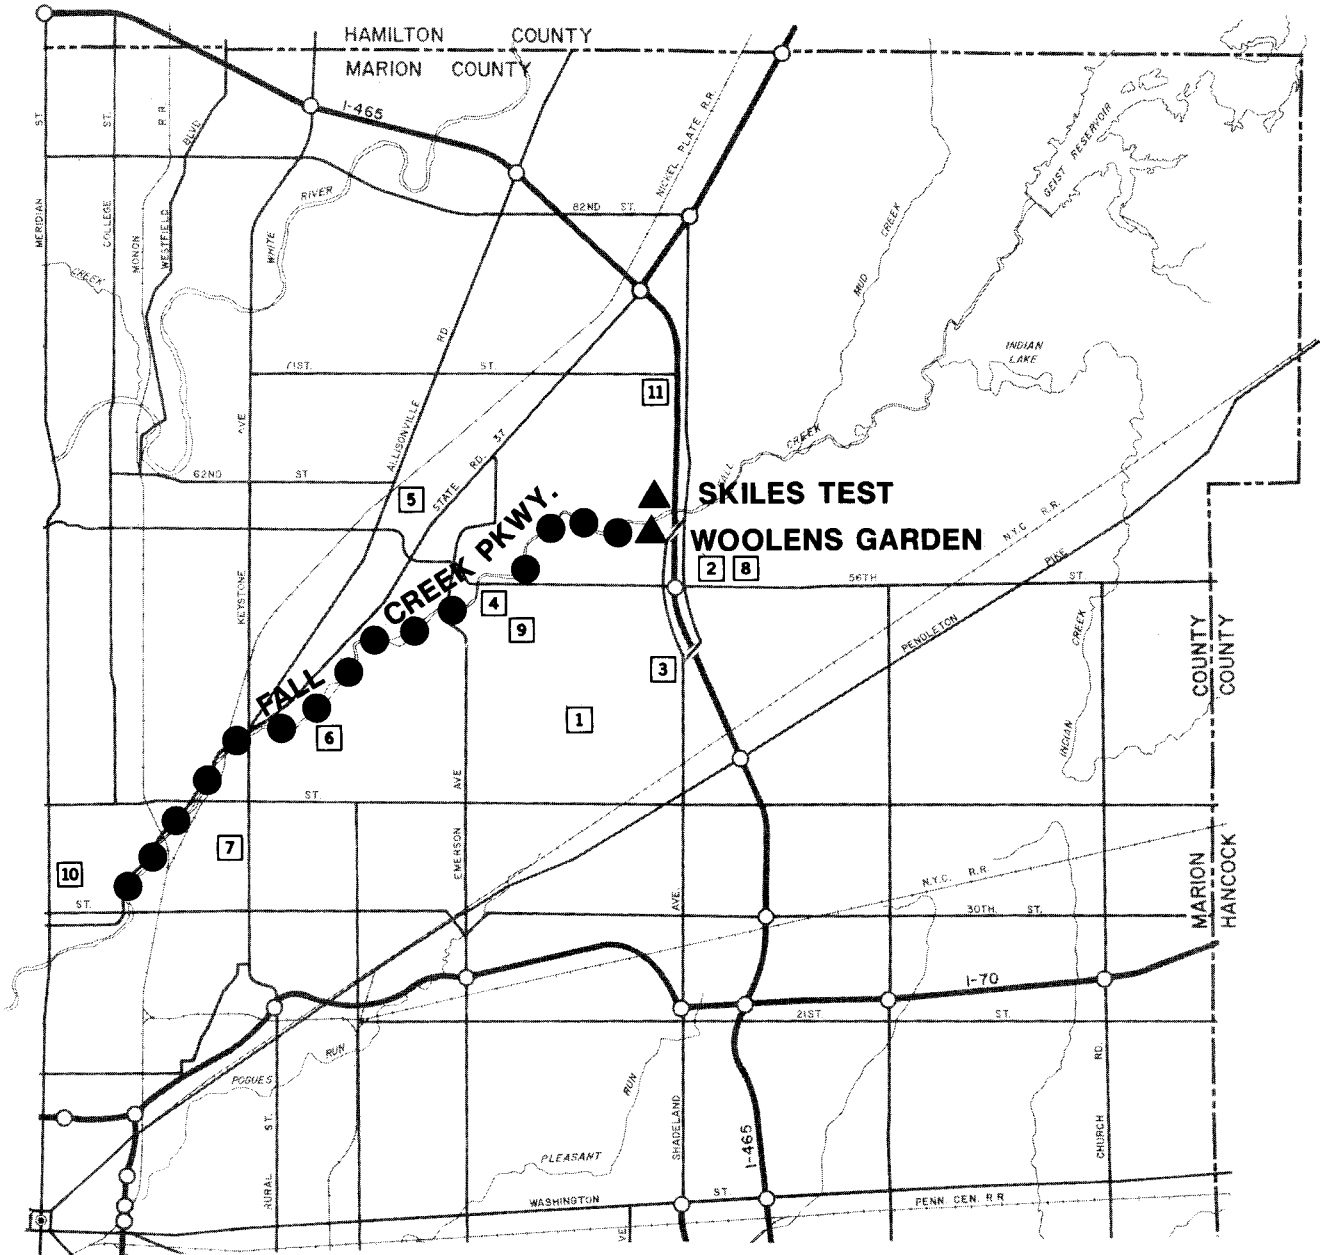 HAMILTON COUNTY
MARION COUNTY
I-465
ST.
ST.
R.R.
BLVD
NICKEL PLATE R.R.
GEIST RESERVOIR
RIVER
WHITE
82ND ST.
MERIDIAN
COLLEGE
MONON
WESTFIELD
CREEK
MUD CREEK
INDIAN
LAKE
71ST. ST.
RD.
11
ALLISONVILLE
AVE
STATE RD. 37
62ND ST.
5
FALL CREEK
SKILES TEST
WOOLENS GARDEN
N.Y.C. R.R.
PIKE
2 8
56TH ST.
FALL CREEK PKWY.
KEYSTONE
4
9
PENDLETON
CREEK
INDIAN
COUNTY
COUNTY
3
1
6
ST.
AVE
EMERSON
7
10
ST.
AVE.
N.Y.C. R.R.
30TH. ST.
MARION
HANCOCK
I-70
21ST. ST.
RUN
POGUES
RUN
PLEASANT
RD
CHURCH
ST.
RURAL
SHADELAND
I-465
WASHINGTON ST.
PENN. CEN. R.R.
VE